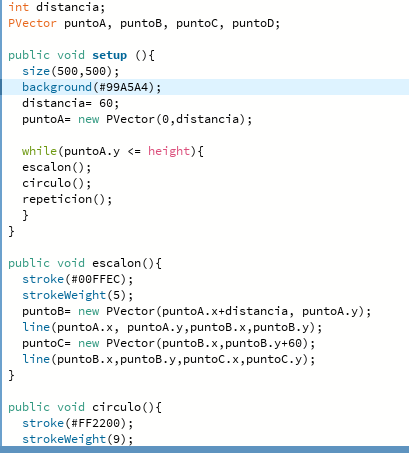 int distancia;
PVector puntoA, puntoB, puntoC, puntoD;
public void setup (){
size(500,500);
background(#99A5A4);
distancia= 60;
puntoA= new PVector(0,distancia);
while(puntoA.y <= height){
escalon();
circulo();
repeticion();
}
}
public void escalon(){
stroke(#00FFEC);
strokeWeight(5);
puntoB= new PVector(puntoA.x+distancia, puntoA.y);
line(puntoA.x, puntoA.y,puntoB.x,puntoB.y);
puntoC= new PVector(puntoB.x,puntoB.y+60);
line(puntoB.x,puntoB.y,puntoC.x,puntoC.y);
}
public void circulo(){
stroke(#FF2200);
strokeWeight(9);